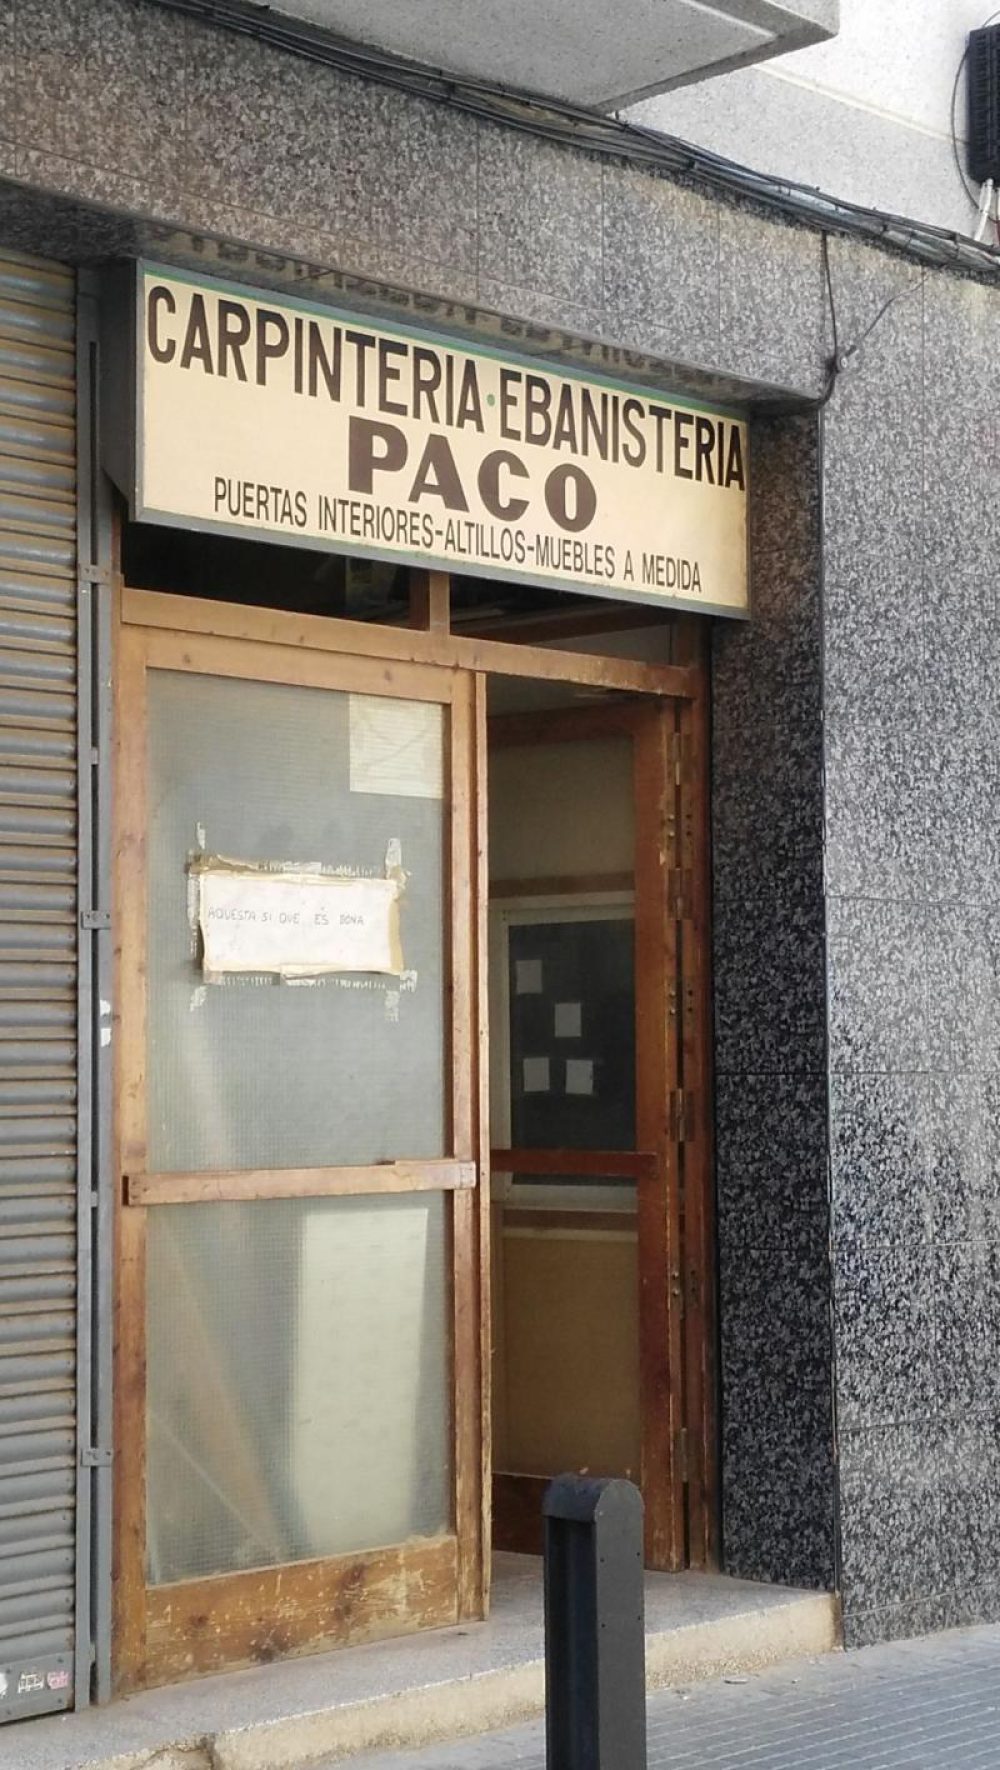 CARPINTERIA·EBANISTERIA
PACO
PUERTAS INTERIORES-ALTILLOS-MUEBLES A MEDIDA
AQUESTA SI QUE ES BONA